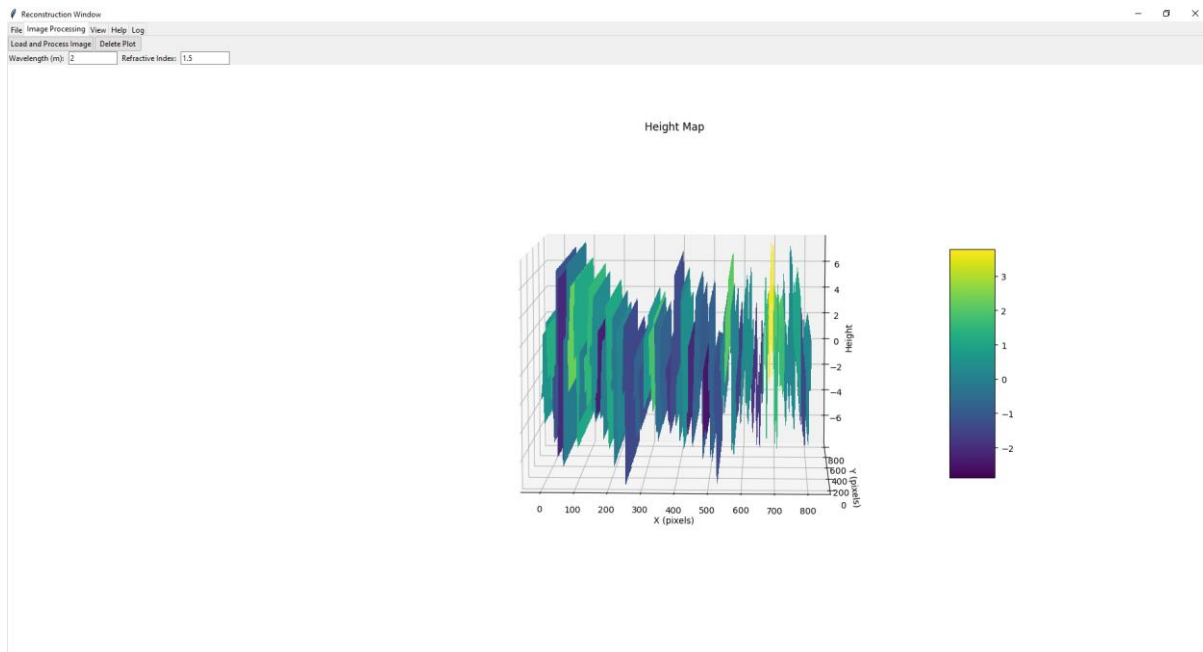 Reconstruction Window
File Image Processing View Help Log
Load and Process Image Delete Plot
Wavelength (m): 2 Refractive Index: 1.5
Height Map
6
4
2
0
−2
−4
−6
Height
3
2
1
0
−1
−2
800
600
400
200
0
Y (pixels)
0 100 200 300 400 500 600 700 800
X (pixels)